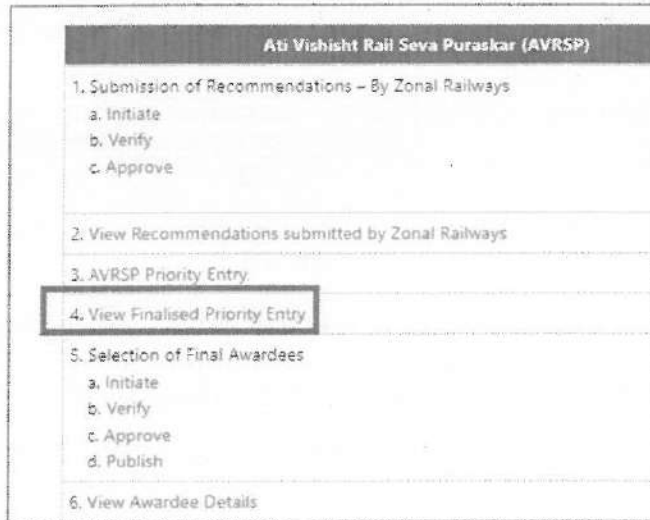 Ati Vishisht Rail Seva Puraskar (AVRSP)
1. Submission of Recommendations – By Zonal Railways
a. Initiate
b. Verify
c. Approve
2. View Recommendations submitted by Zonal Railways
3. AVRSP Priority Entry
4. View Finalised Priority Entry
5. Selection of Final Awardees
a. Initiate
b. Verify
c. Approve
d. Publish
6. View Awardee Details